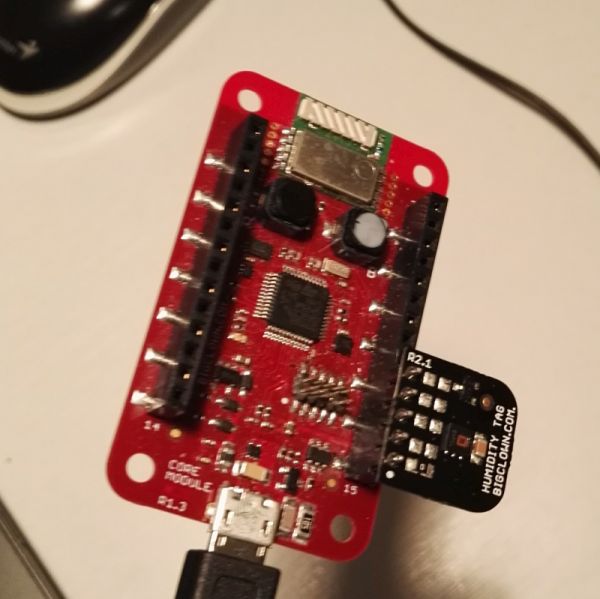 R2.1
HUMIDITY TAG
BIGCLOWN.COM
14
15
CORE
MODULE
R1.3